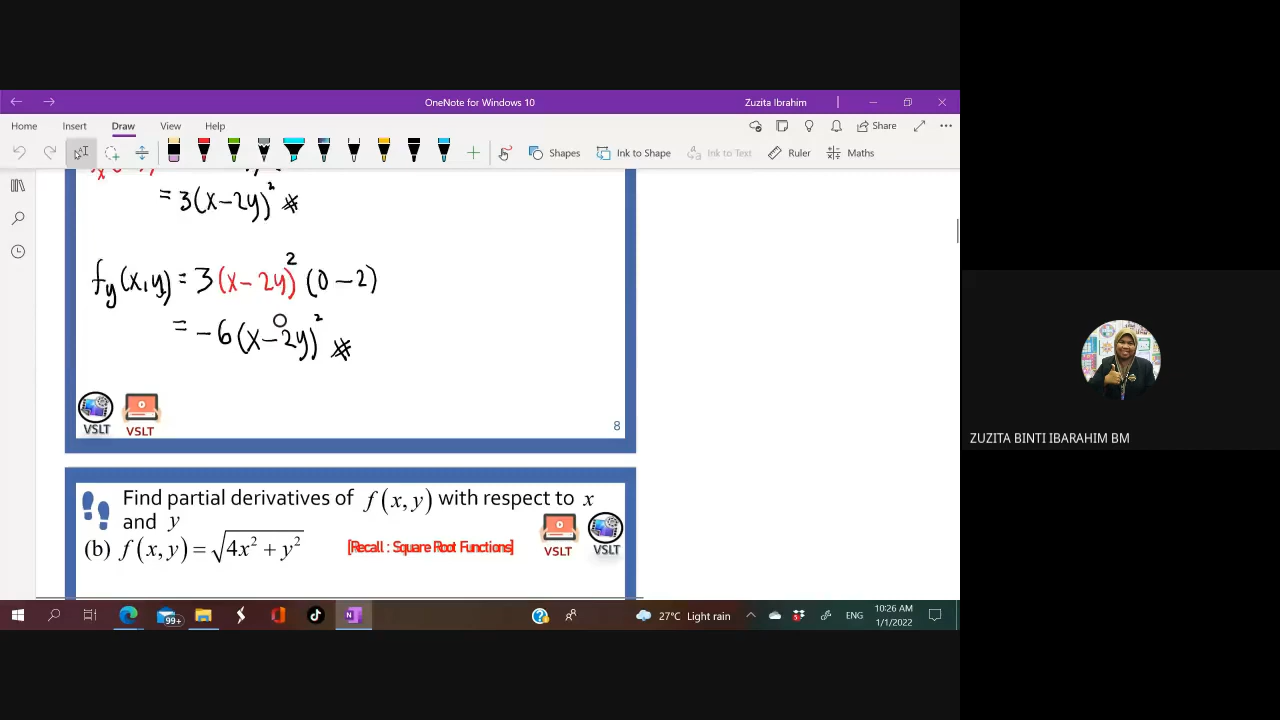 OneNote for Windows 10
Zuzita Ibrahim
Home Insert Draw View Help
Share
Shapes Ink to Shape Ink to Text Ruler Maths
= 3(x-2y)² *
fy(x,y) = 3(x-2y)² (0-2)
= -6(x-2y)² *
VSLT VSLT
8
Find partial derivatives of f(x, y) with respect to x
and y
(b) f(x, y) = √4x² + y² [Recall : Square Root Functions]
VSLT VSLT
ZUZITA BINTI IBARAHIM BM
99+
27°C Light rain
ENG
10:26 AM
1/1/2022